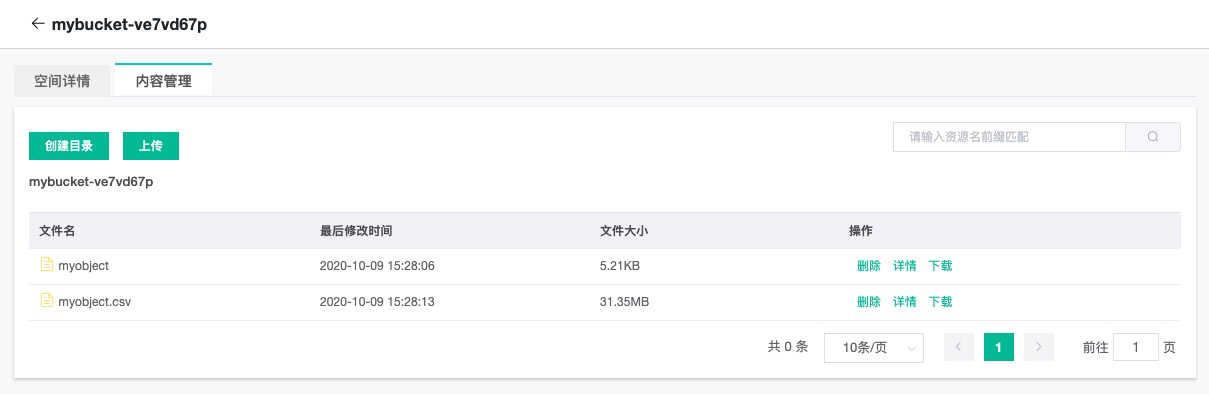 mybucket-ve7vd67p
空间详情 内容管理
创建目录 上传 请输入资源名前缀匹配
mybucket-ve7vd67p
文件名 最后修改时间 文件大小 操作
myobject 2020-10-09 15:28:06 5.21KB 删除 详情 下载
myobject.csv 2020-10-09 15:28:13 31.35MB 删除 详情 下载
共 0 条 10条/页 1 前往 1 页